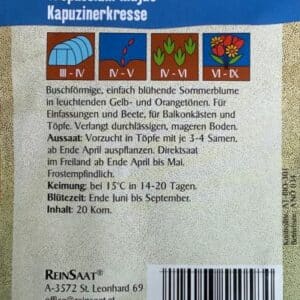 Kapuzinerkresse
III - IV IV - V IV - VI VI - IX
Buschförmige, einfach blühende Sommerblume
in leuchtenden Gelb- und Orangetönen. Für
Einfassungen und Beete, für Balkonkästen und
Töpfe. Verlangt durchlässigen, mageren Boden.
Aussaat: Vorzucht in Töpfe mit je 3-4 Samen,
ab Ende April auspflanzen. Direktsaat
im Freiland ab Ende April bis Mai.
Frostempfindlich.
Keimung: bei 15°C in 14-20 Tagen.
Blütezeit: Ende Juni bis September.
Inhalt: 20 Korn.
REINSAAT®
A-3572 St. Leonhard 69